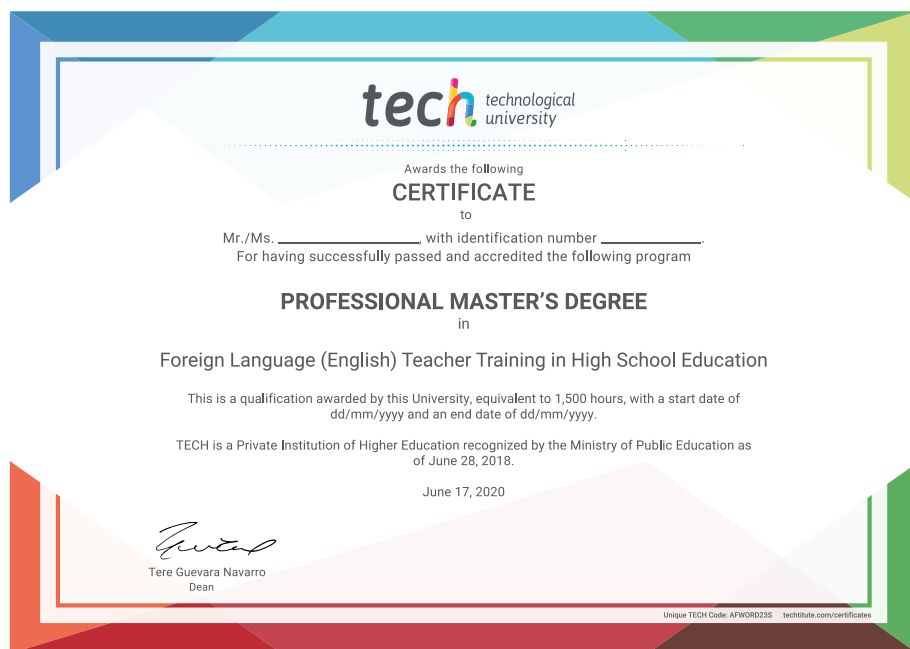 tech technological
university
Awards the following
CERTIFICATE
to
Mr./Ms. ____________________, with identification number ______________.
For having successfully passed and accredited the following program
PROFESSIONAL MASTER'S DEGREE
in
Foreign Language (English) Teacher Training in High School Education
This is a qualification awarded by this University, equivalent to 1,500 hours, with a start date of
dd/mm/yyyy and an end date of dd/mm/yyyy.
TECH is a Private Institution of Higher Education recognized by the Ministry of Public Education as
of June 28, 2018.
June 17, 2020
Tere Guevara Navarro
Dean
Unique TECH Code: AFWORD23S techtitute.com/certificates